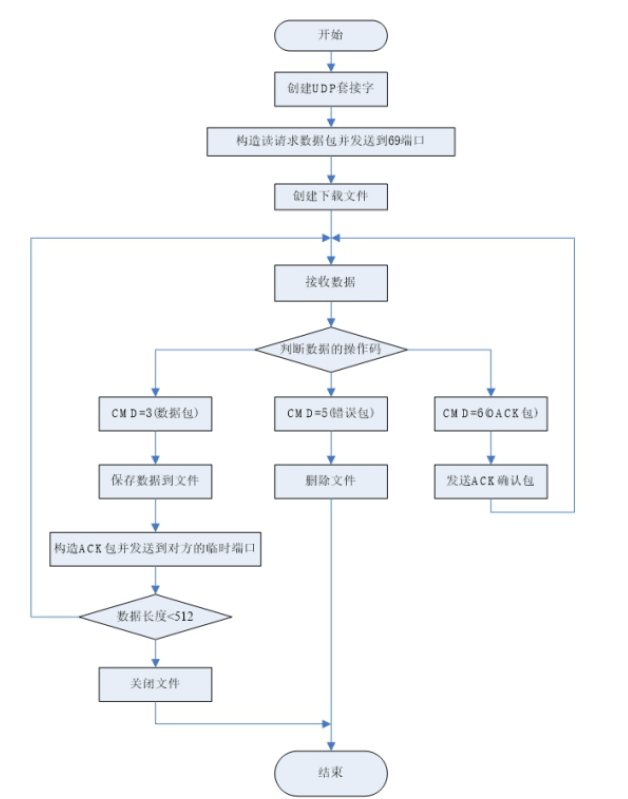 开始
创建UDP套接字
构造读请求数据包并发送到69端口
创建下载文件
接收数据
判断数据的操作码
CMD=3(数据包)
CMD=5(错误包)
CMD=6(OACK包)
保存数据到文件
删除文件
发送ACK确认包
构造ACK包并发送到对方的临时端口
数据长度<512
关闭文件
结束